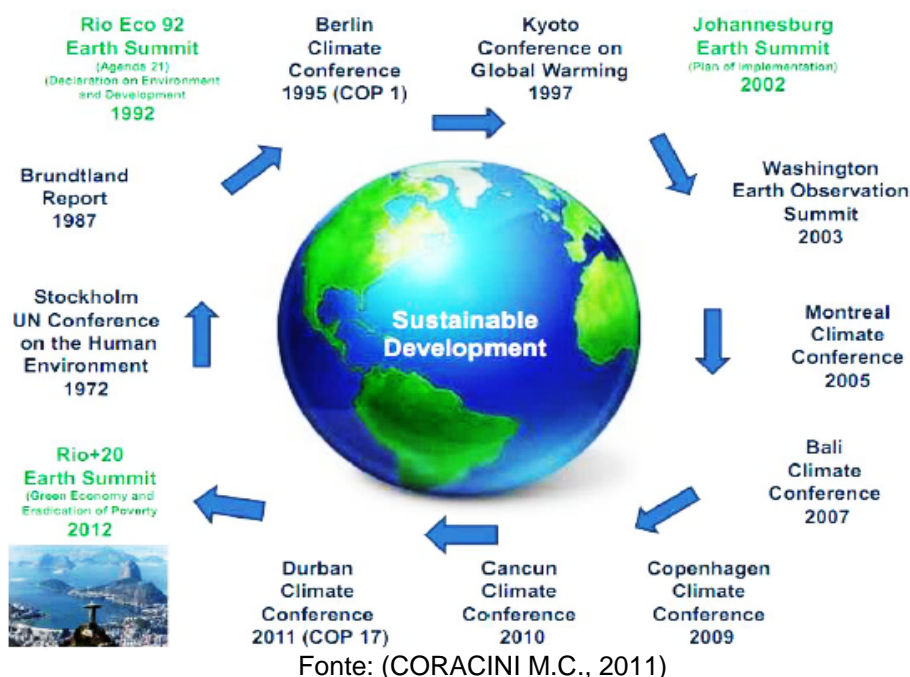 Rio Eco 92
Earth Summit
(Agenda 21)
(Declaration on Environment
and Development
1992
Berlin
Climate
Conference
1995 (COP 1)
Kyoto
Conference on
Global Warming
1997
Johannesburg
Earth Summit
(Plan of Implementation)
2002
Washington
Earth Observation
Summit
2003
Montreal
Climate
Conference
2005
Bali
Climate
Conference
2007
Copenhagen
Climate
Conference
2009
Cancun
Climate
Conference
2010
Durban
Climate
Conference
2011 (COP 17)
Rio+20
Earth Summit
(Green Economy and
Eradication of Poverty
2012
Stockholm
UN Conference
on the Human
Environment
1972
Brundtland
Report
1987
Sustainable
Development
Fonte: (CORACINI M.C., 2011)